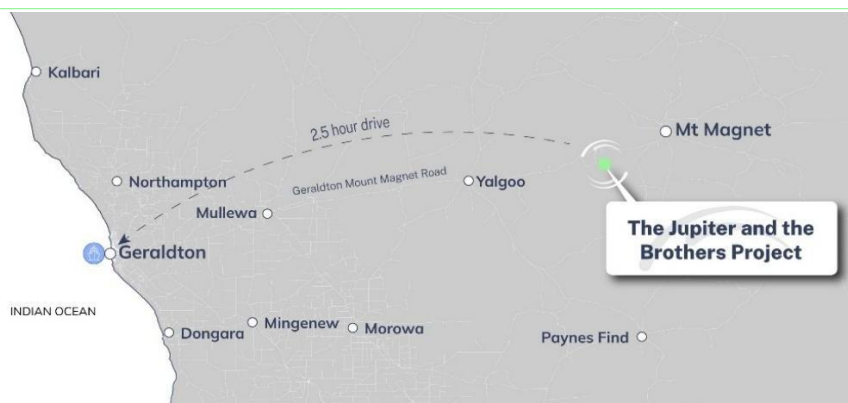 Kalbari
2.5 hour drive
Mt Magnet
Northampton
Geraldton Mount Magnet Road
Yalgoo
Mullewa
The Jupiter and the
Brothers Project
Geraldton
INDIAN OCEAN
Dongara
Mingenew
Morowa
Paynes Find